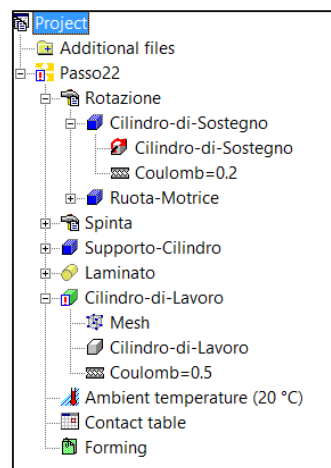 Project
Additional files
Passo22
Rotazione
Cilindro-di-Sostegno
Cilindro-di-Sostegno
Coulomb=0.2
Ruota-Motrice
Spinta
Supporto-Cilindro
Laminato
Cilindro-di-Lavoro
Mesh
Cilindro-di-Lavoro
Coulomb=0.5
Ambient temperature (20 °C)
Contact table
Forming